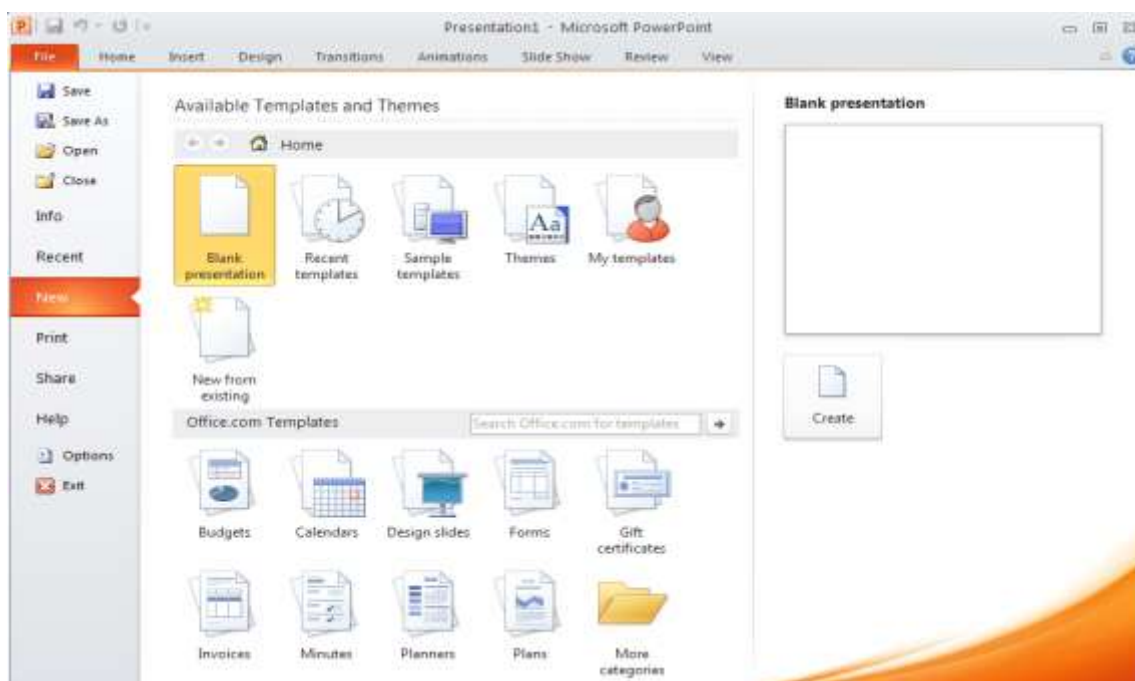 Presentation1 - Microsoft PowerPoint
File Home Insert Design Transitions Animations Slide Show Review View
Save
Save As
Open
Close
Info
Recent
New
Print
Share
Help
Options
Exit
Available Templates and Themes
Home
Blank
presentation
Recent
templates
Sample
templates
Aa
Themes
My templates
New from
existing
Office.com Templates
Search Office.com for templates
Budgets
Calendars
Design slides
Forms
Gift
certificates
Invoices
Minutes
Planners
Plans
More
categories
Blank presentation
Create